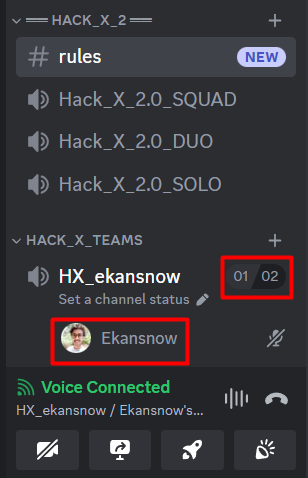 HACK_X_2
rules NEW
Hack_X_2.0_SQUAD
Hack_X_2.0_DUO
Hack_X_2.0_SOLO
HACK_X_TEAMS
HX_ekansnow 01 02
Set a channel status
Ekansnow
Voice Connected
HX_ekansnow / Ekansnow's...